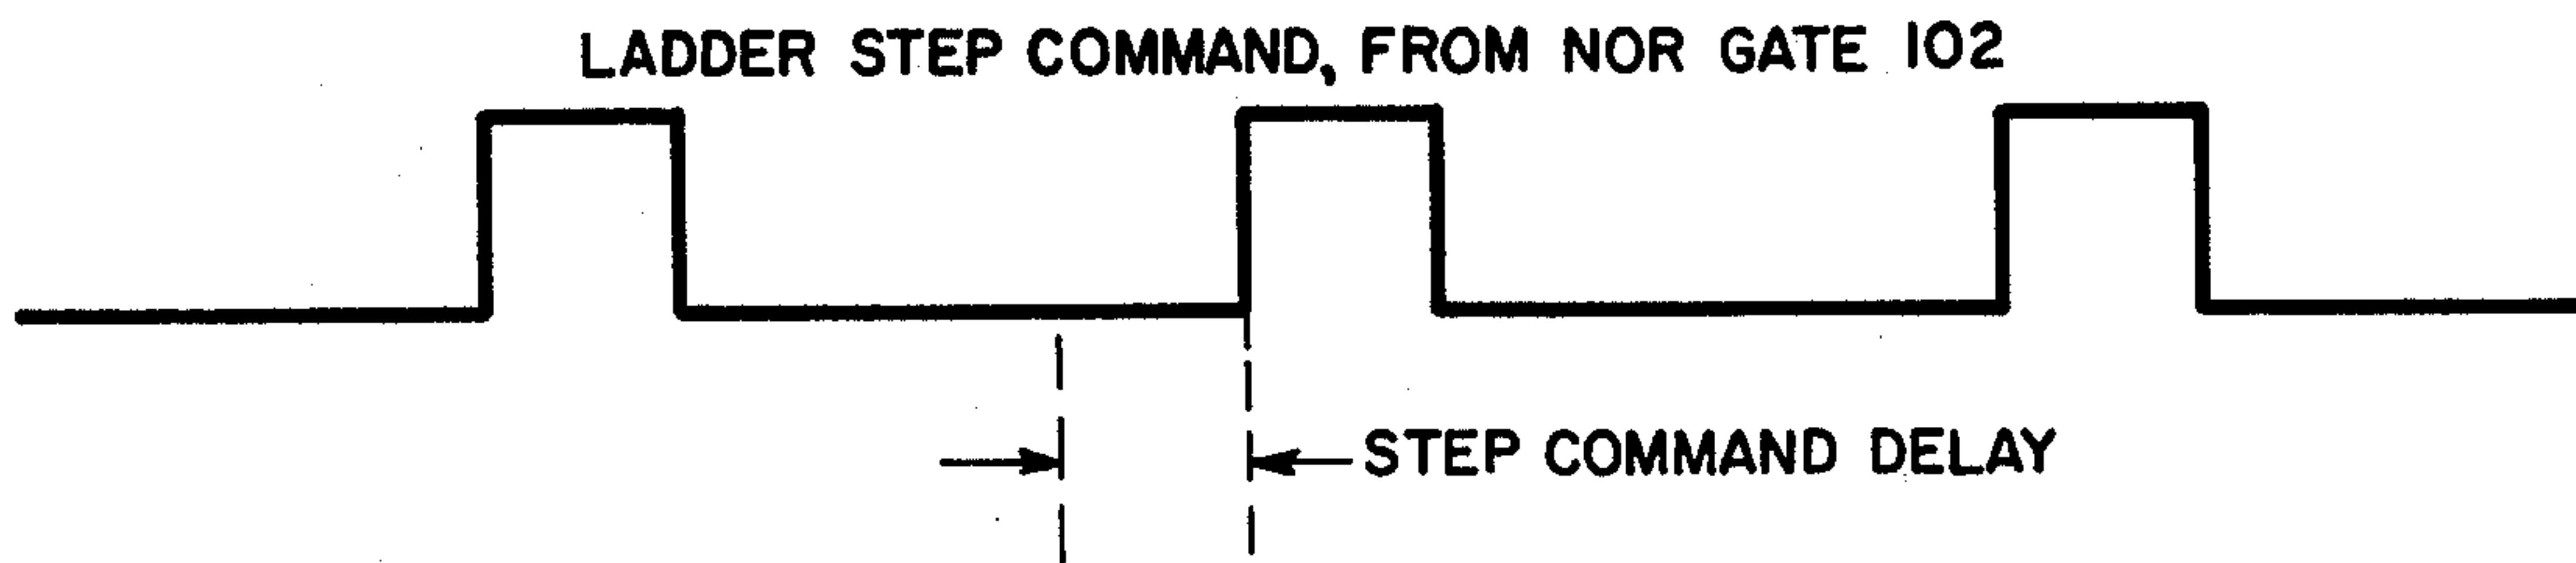 LADDER STEP COMMAND, FROM NOR GATE 102
STEP COMMAND DELAY